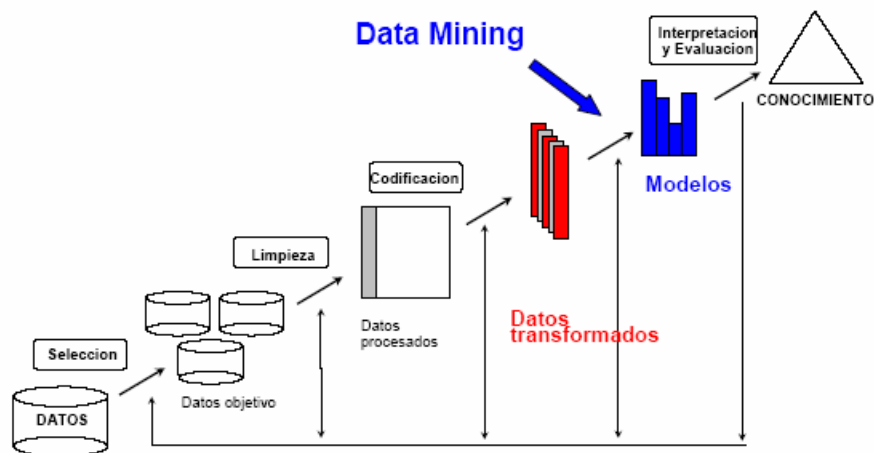 Data Mining
Interpretacion
y Evaluacion
CONOCIMIENTO
Codificacion
Modelos
Limpieza
Datos
procesados
Datos
transformados
Seleccion
Datos objetivo
DATOS